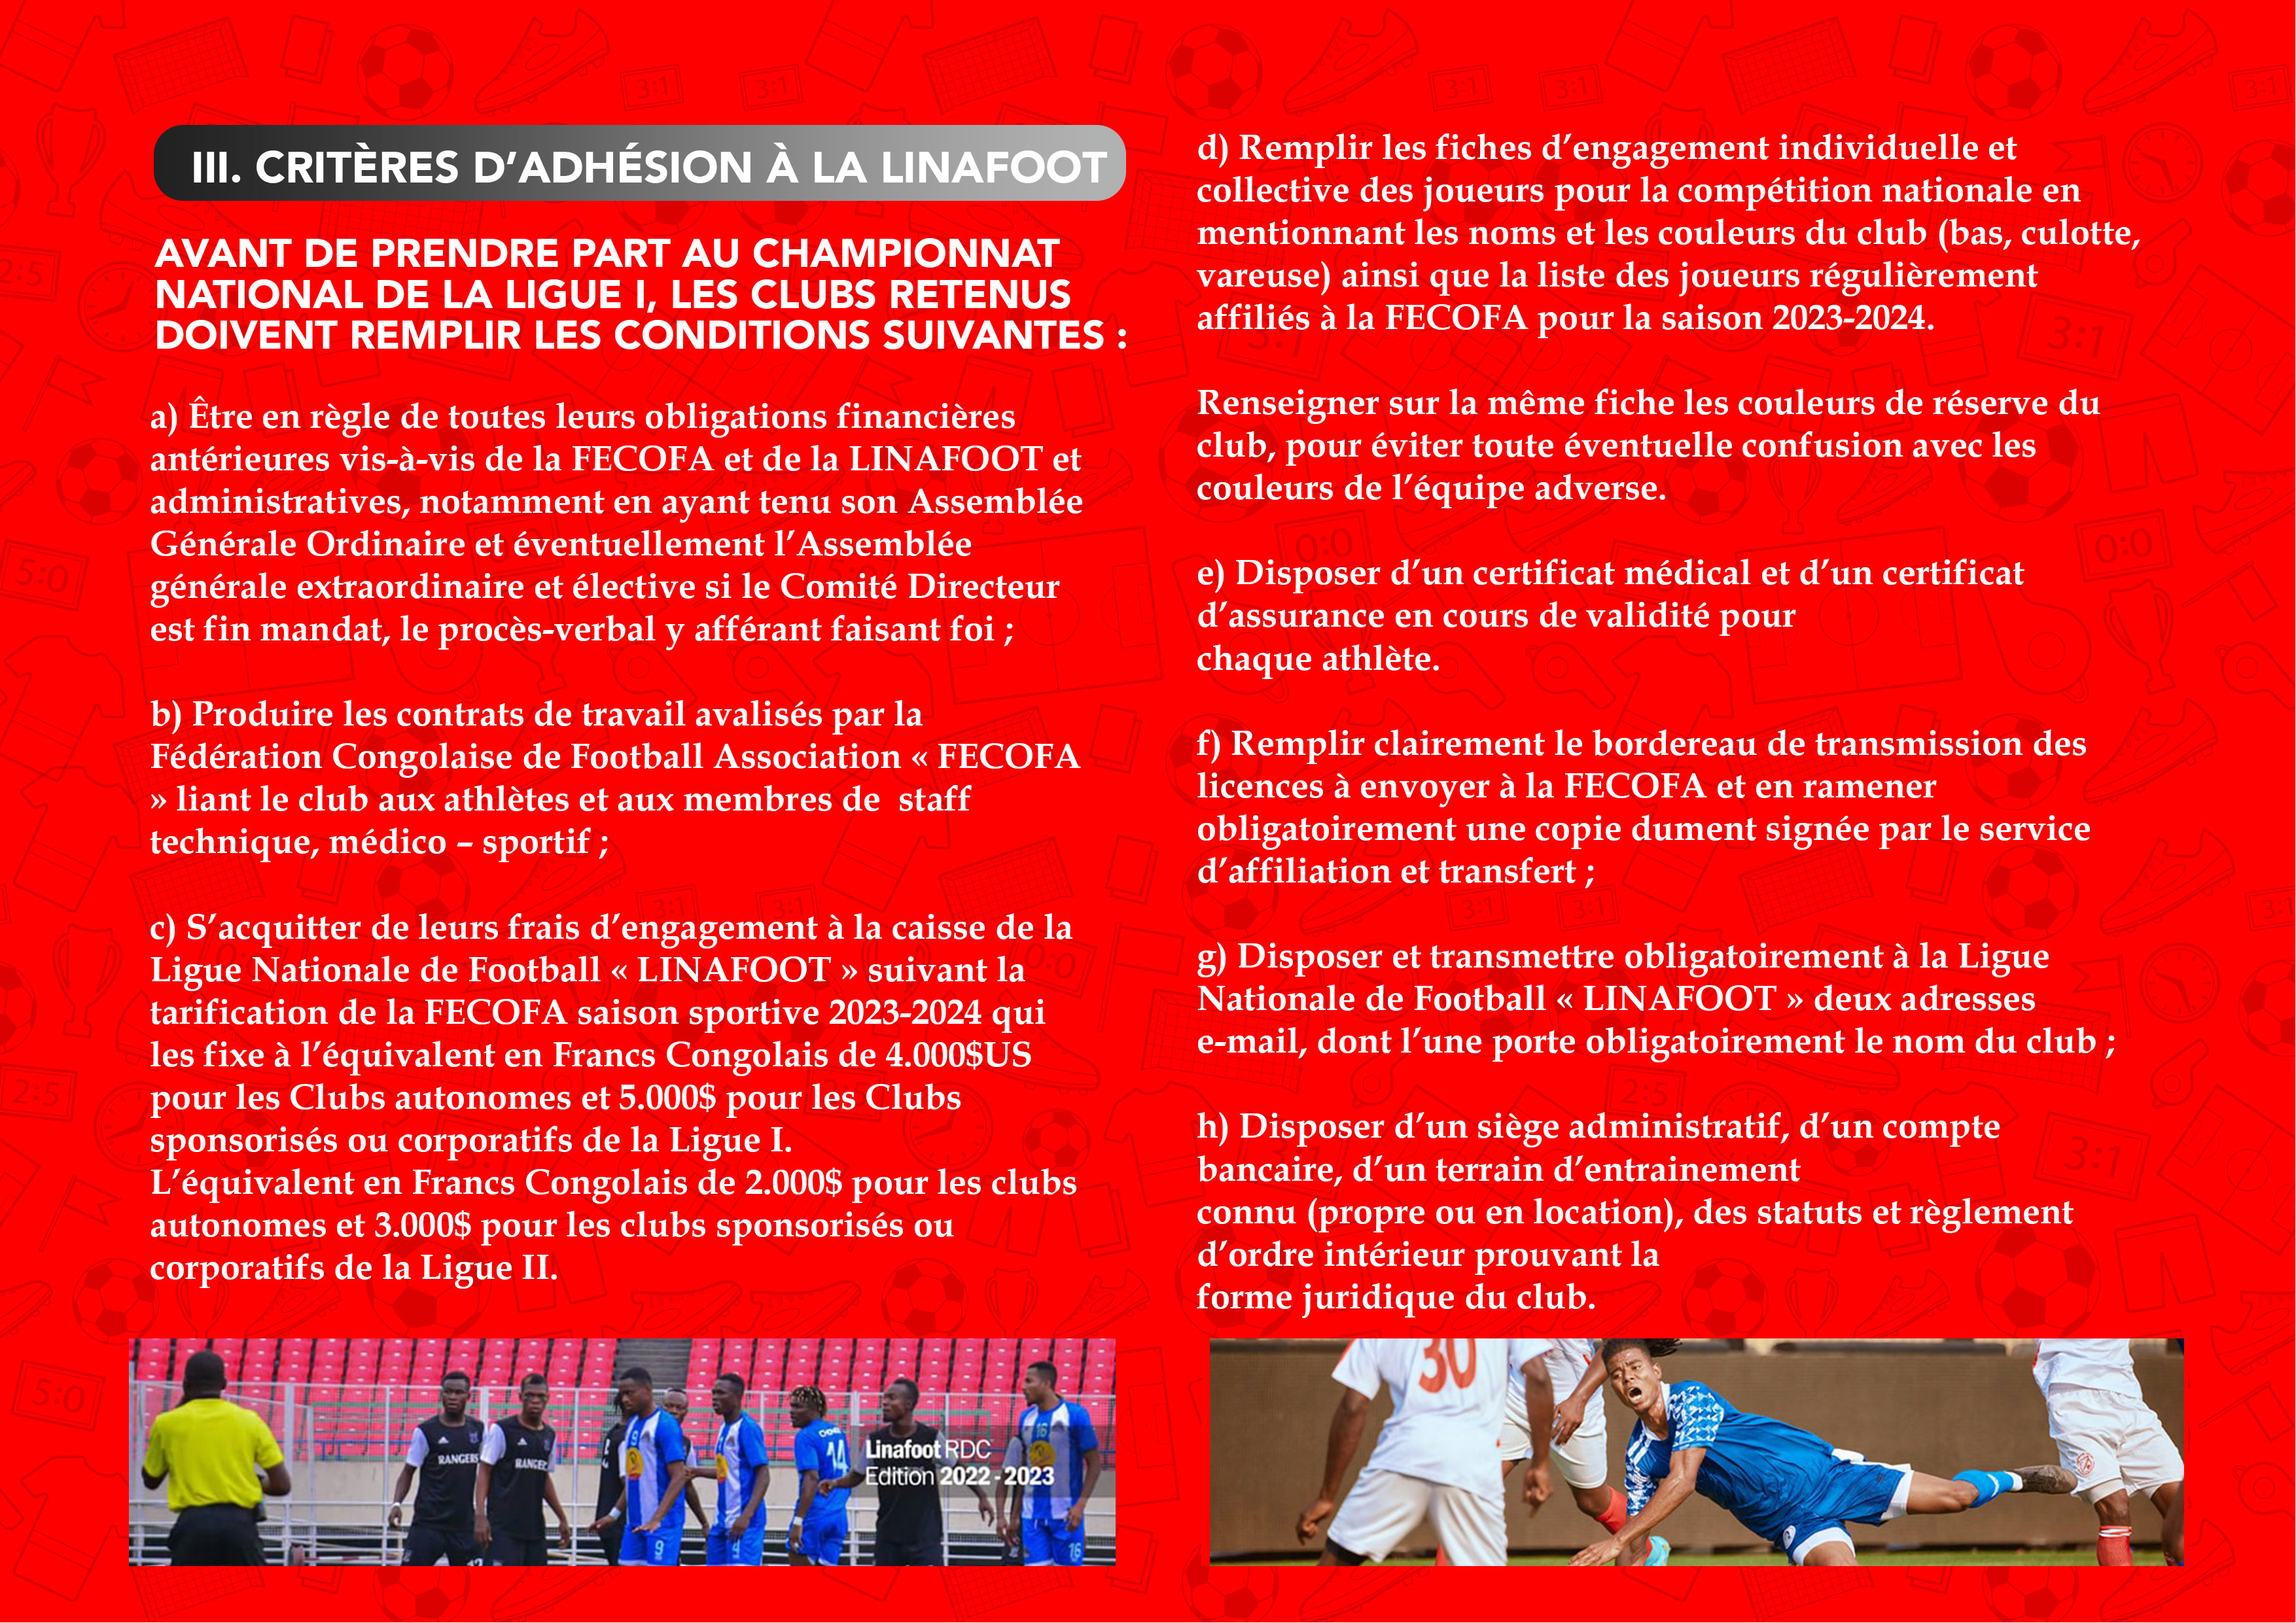 III. CRITÈRES D’ADHÉSION À LA LINAFOOT
AVANT DE PRENDRE PART AU CHAMPIONNAT
NATIONAL DE LA LIGUE I, LES CLUBS RETENUS
DOIVENT REMPLIR LES CONDITIONS SUIVANTES :
a) Être en règle de toutes leurs obligations financières
antérieures vis-à-vis de la FECOFA et de la LINAFOOT et
administratives, notamment en ayant tenu son Assemblée
Générale Ordinaire et éventuellement l’Assemblée
générale extraordinaire et élective si le Comité Directeur
est fin mandat, le procès-verbal y afférant faisant foi ;
b) Produire les contrats de travail avalisés par la
Fédération Congolaise de Football Association « FECOFA
» liant le club aux athlètes et aux membres de  staff
technique, médico – sportif ;
c) S’acquitter de leurs frais d’engagement à la caisse de la
Ligue Nationale de Football « LINAFOOT » suivant la
tarification de la FECOFA saison sportive 2023-2024 qui
les fixe à l’équivalent en Francs Congolais de 4.000$US
pour les Clubs autonomes et 5.000$ pour les Clubs
sponsorisés ou corporatifs de la Ligue I.
L’équivalent en Francs Congolais de 2.000$ pour les clubs
autonomes et 3.000$ pour les clubs sponsorisés ou
corporatifs de la Ligue II.
d) Remplir les fiches d’engagement individuelle et
collective des joueurs pour la compétition nationale en
mentionnant les noms et les couleurs du club (bas, culotte,
vareuse) ainsi que la liste des joueurs régulièrement
affiliés à la FECOFA pour la saison 2023-2024.
Renseigner sur la même fiche les couleurs de réserve du
club, pour éviter toute éventuelle confusion avec les
couleurs de l’équipe adverse.
e) Disposer d’un certificat médical et d’un certificat
d’assurance en cours de validité pour
chaque athlète.
f) Remplir clairement le bordereau de transmission des
licences à envoyer à la FECOFA et en ramener
obligatoirement une copie dument signée par le service
d’affiliation et transfert ;
g) Disposer et transmettre obligatoirement à la Ligue
Nationale de Football « LINAFOOT » deux adresses
e-mail, dont l’une porte obligatoirement le nom du club ;
h) Disposer d’un siège administratif, d’un compte
bancaire, d’un terrain d’entrainement
connu (propre ou en location), des statuts et règlement
d’ordre intérieur prouvant la
forme juridique du club.
RANGERS
RANGERS
9
9
14
16
16
Linafoot RDC
Edition 2022 - 2023
30